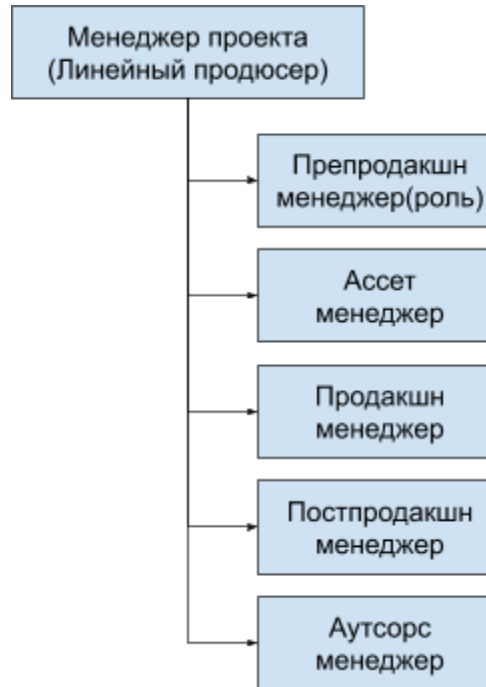 Менеджер проекта
(Линейный продюсер)
Препродакшн
менеджер(роль)
Ассет
менеджер
Продакшн
менеджер
Постпродакшн
менеджер
Аутсорс
менеджер